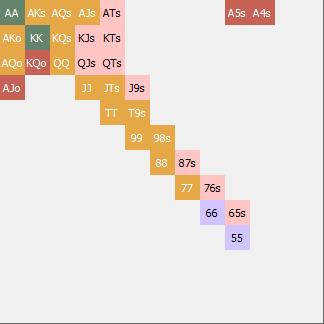 AA AKs AQs AJs ATs A5s A4s
AKo KK KQs KJs KTs
AQo KQo QQ QJs QTs
AJo JJ JTs J9s
TT T9s
99 98s
88 87s
77 76s
66 65s
55